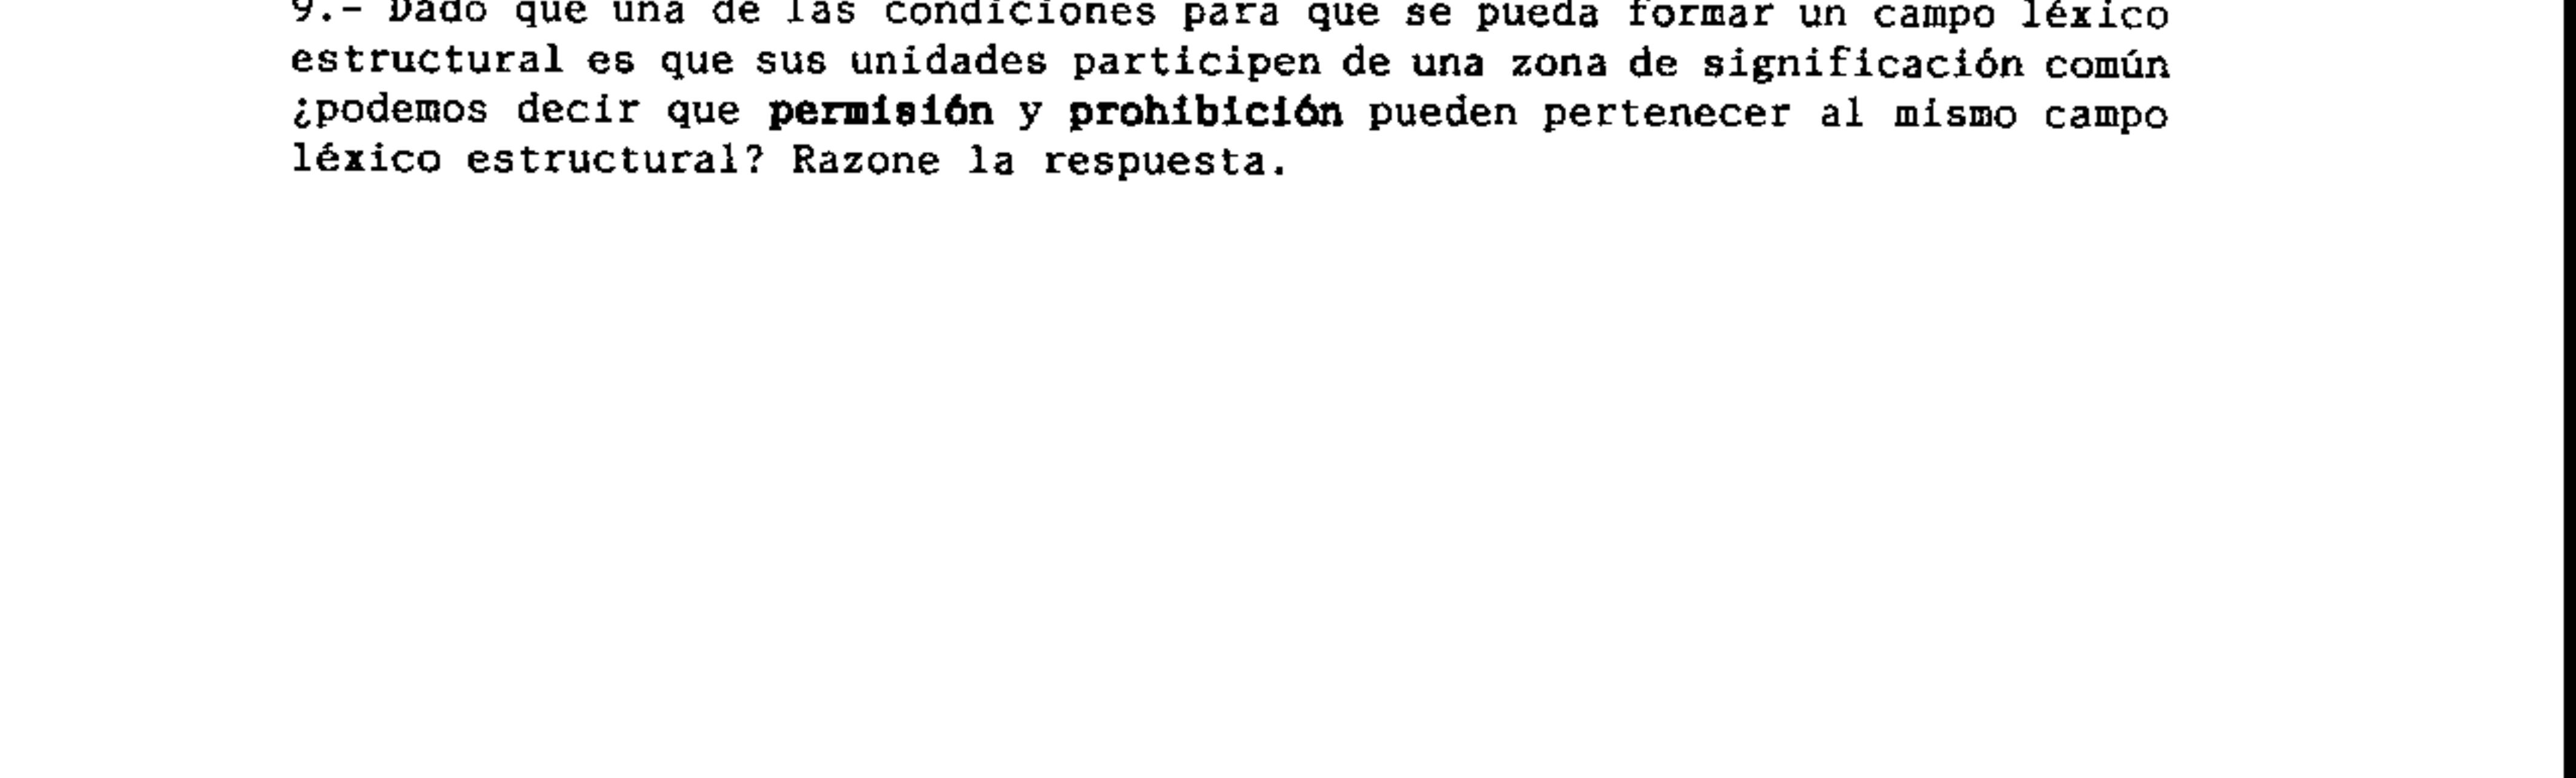 9.- Dado que una de las condiciones para que se pueda formar un campo léxico
estructural es que sus unidades participen de una zona de significación común
¿podemos decir que permisión y prohibición pueden pertenecer al mismo campo
léxico estructural? Razone la respuesta.